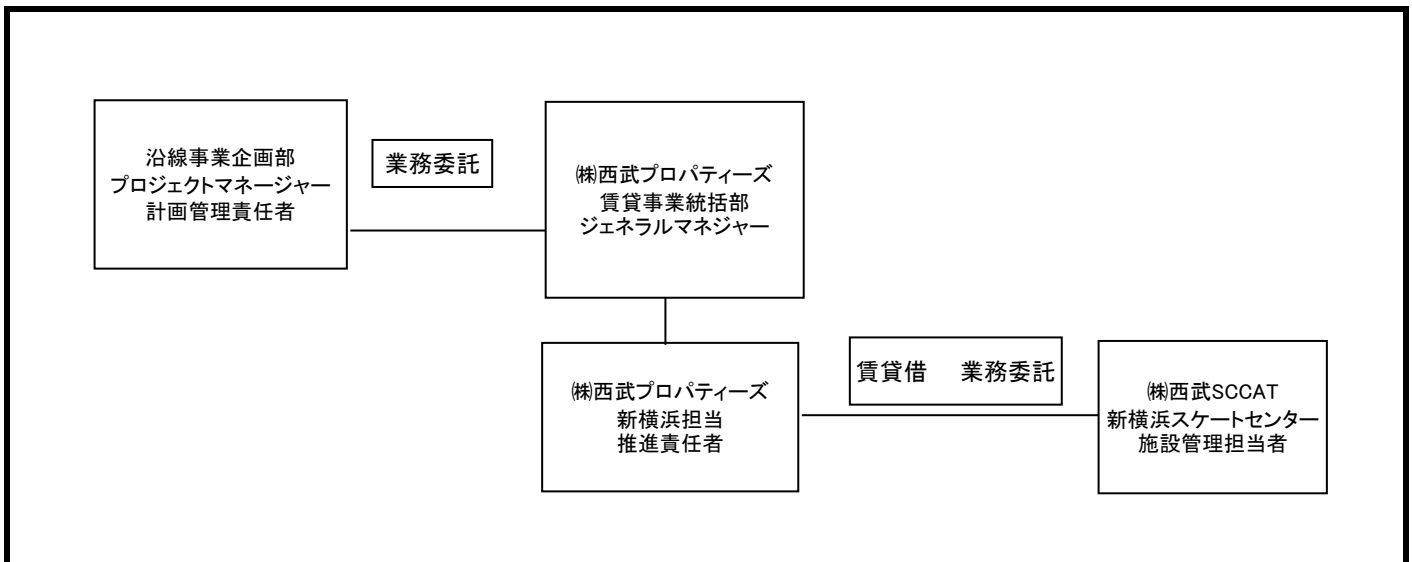 沿線事業企画部
プロジェクトマネージャー
計画管理責任者
業務委託
㈱西武プロパティーズ
賃貸事業統括部
ジェネラルマネジャー
㈱西武プロパティーズ
新横浜担当
推進責任者
賃貸借　業務委託
㈱西武SCCAT
新横浜スケートセンター
施設管理担当者